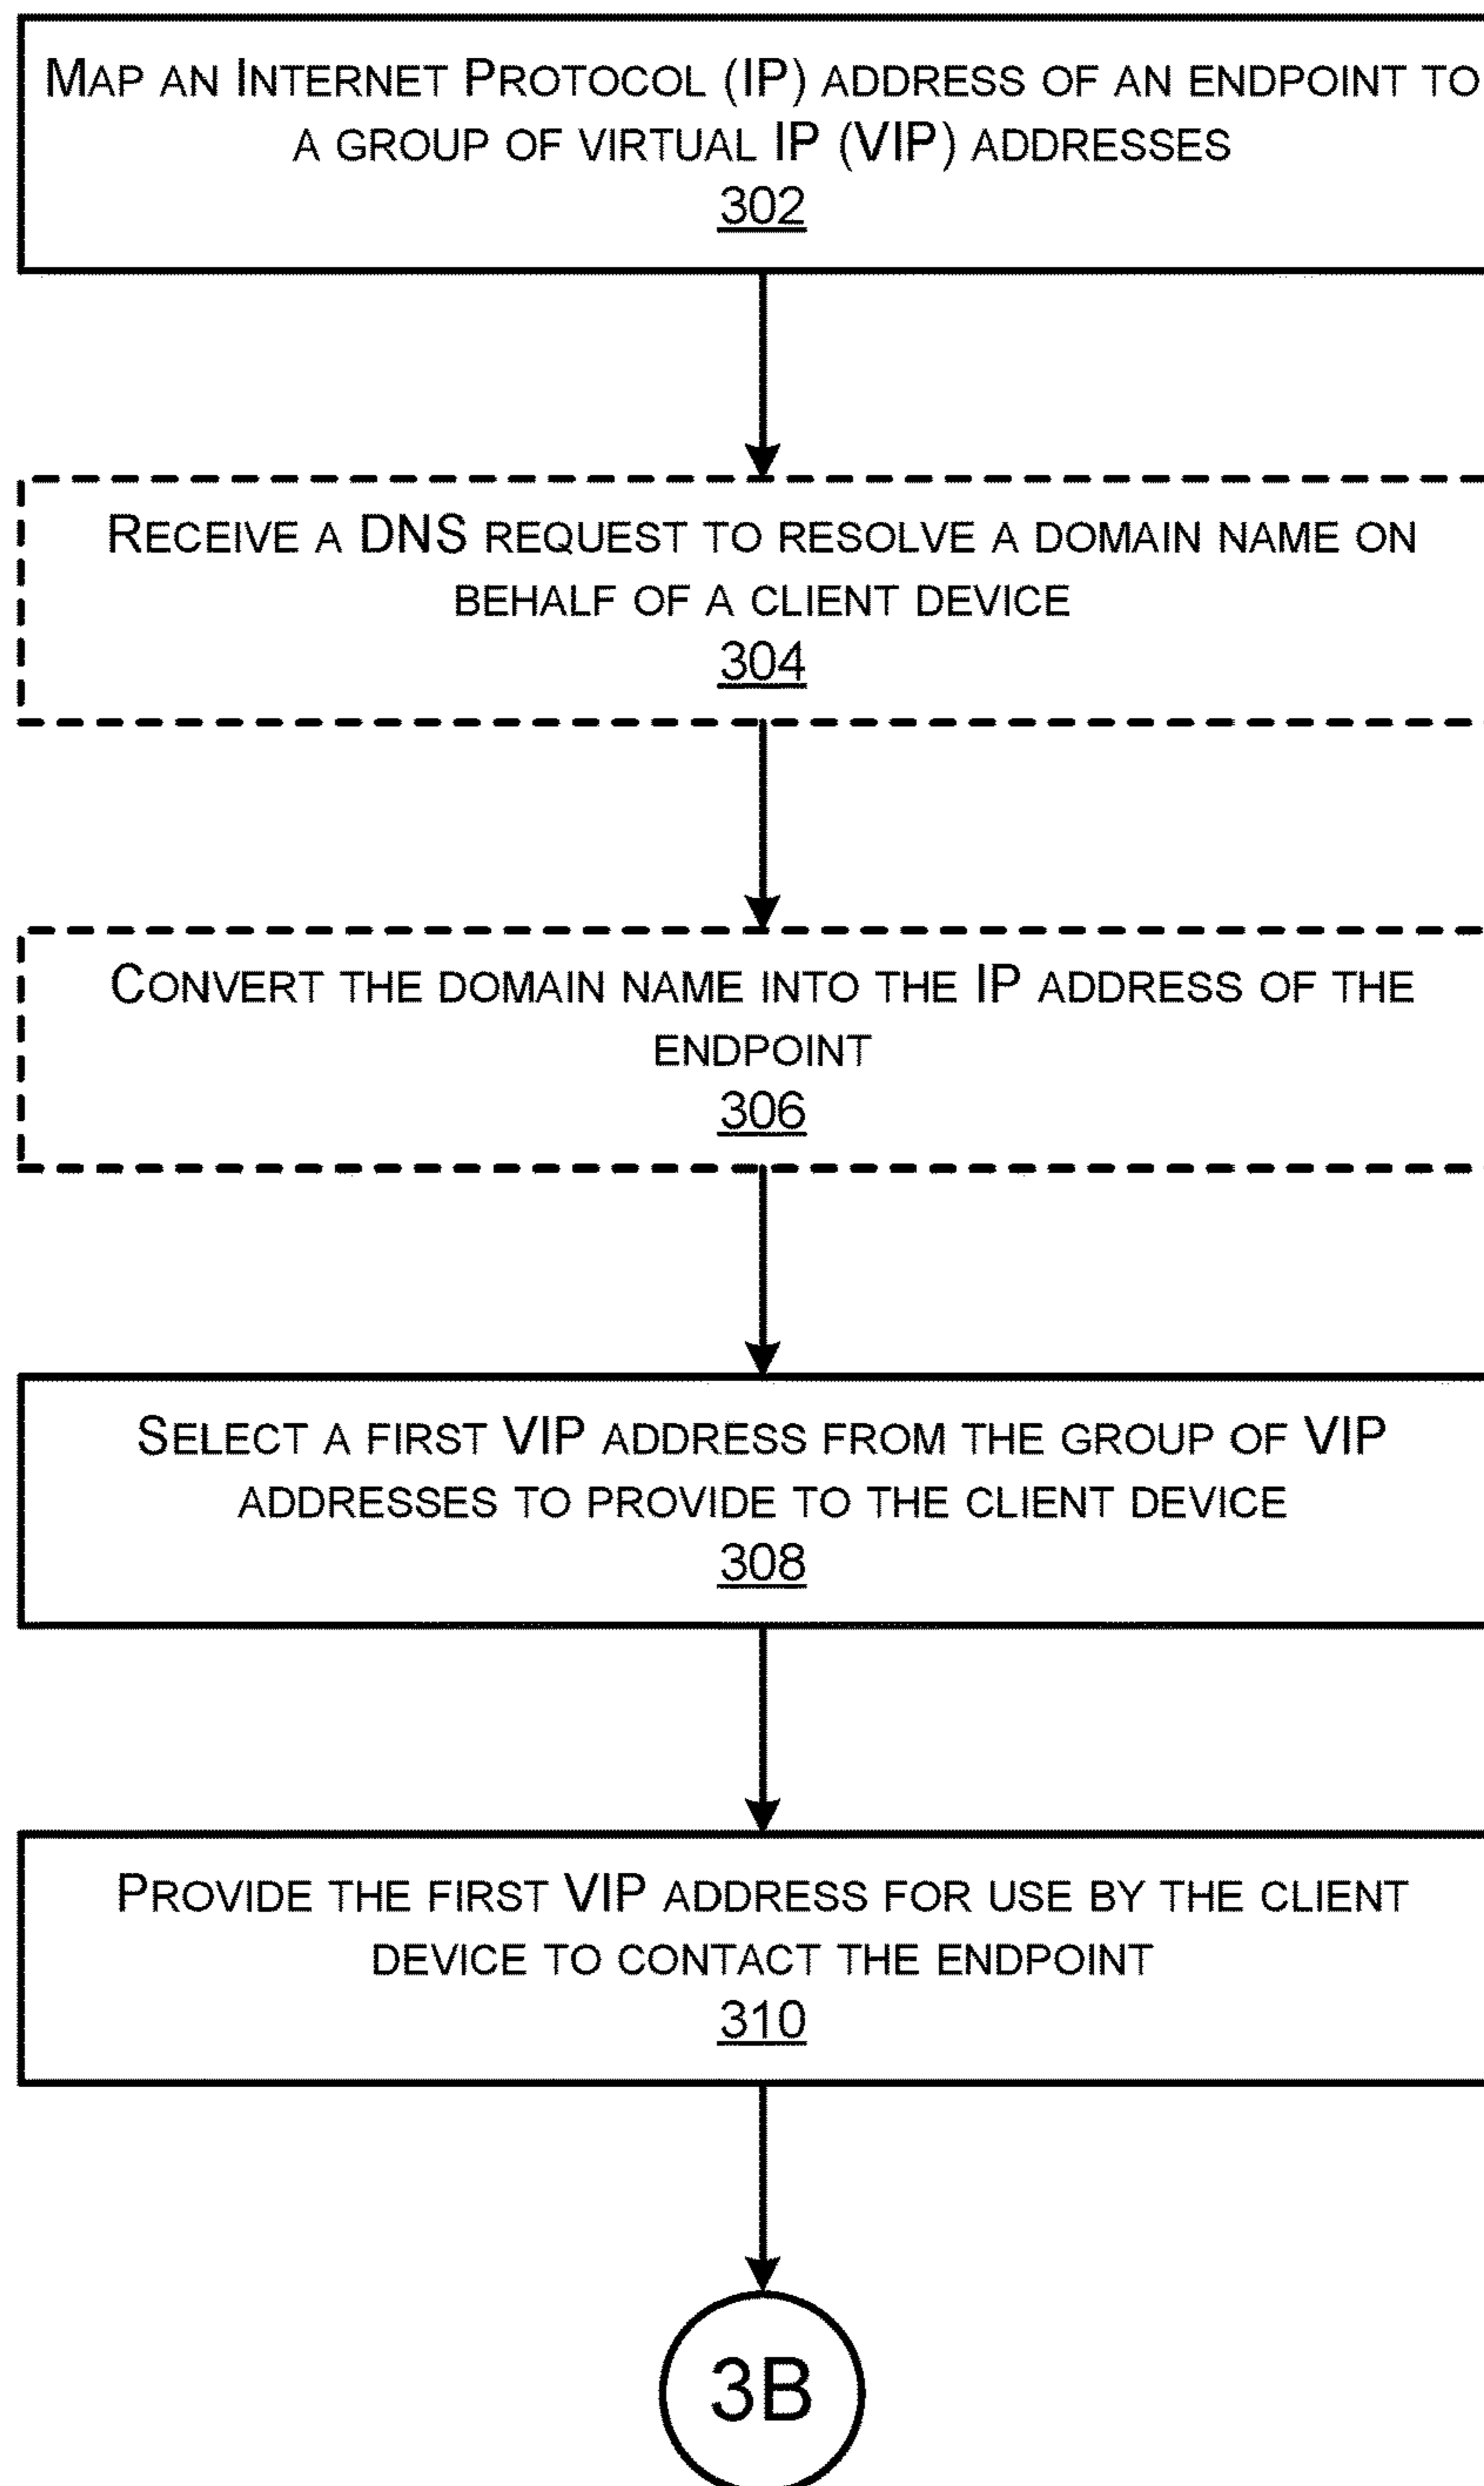 MAP AN INTERNET PROTOCOL (IP) ADDRESS OF AN ENDPOINT TO
A GROUP OF VIRTUAL IP (VIP) ADDRESSES
302
RECEIVE A DNS REQUEST TO RESOLVE A DOMAIN NAME ON
BEHALF OF A CLIENT DEVICE
304
CONVERT THE DOMAIN NAME INTO THE IP ADDRESS OF THE
ENDPOINT
306
SELECT A FIRST VIP ADDRESS FROM THE GROUP OF VIP
ADDRESSES TO PROVIDE TO THE CLIENT DEVICE
308
PROVIDE THE FIRST VIP ADDRESS FOR USE BY THE CLIENT
DEVICE TO CONTACT THE ENDPOINT
310
3B